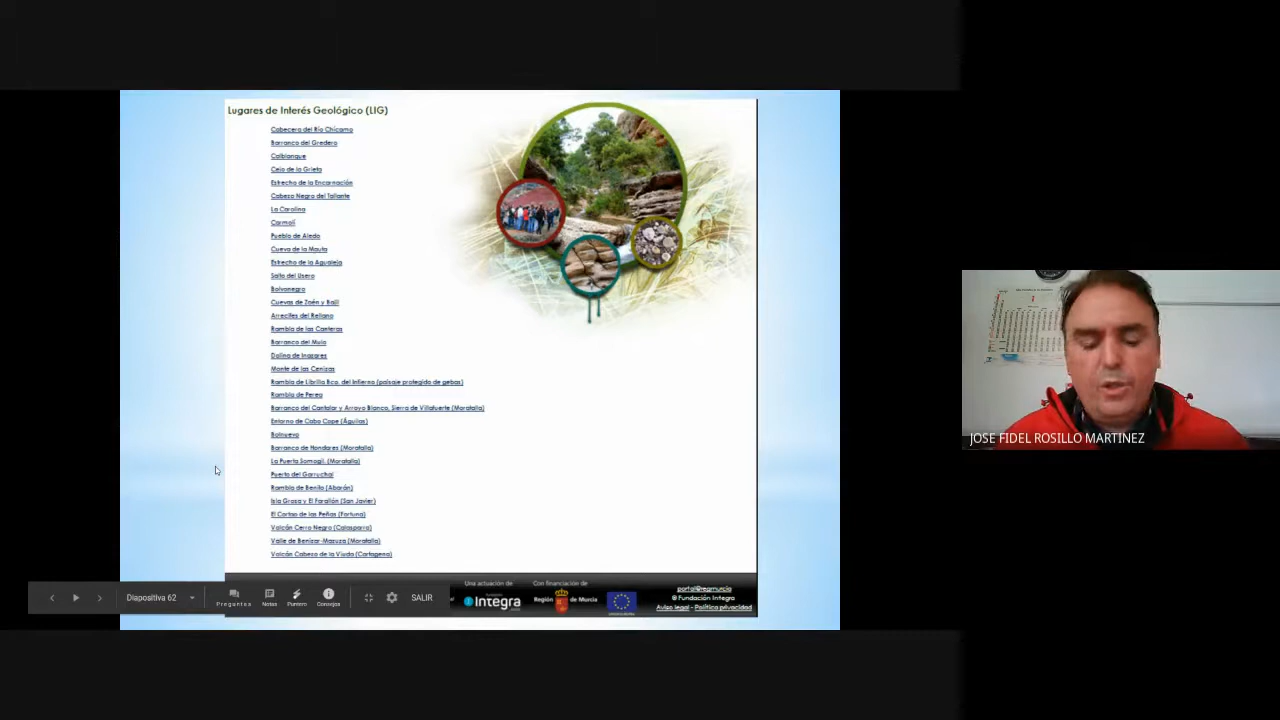 Lugares de Interés Geológico (LIG)
Cabecera del Río Chícamo
Barranco del Gredero
Calblanque
Cejo de la Grieta
Estrecho de la Encarnación
Cabezo Negro del Tallante
La Carolina
Carmolí
Pueblo de Aledo
Cueva de la Mauta
Estrecho de la Agualeja
Salto del Usero
Bolvonegro
Cuevas de Zaén y Bajil
Arrecifes del Rellano
Rambla de las Canteras
Barranco del Mulo
Dolina de Inazares
Monte de las Cenizas
Rambla de Librilla Bco. del Infierno (paisaje protegido de gebas)
Rambla de Perea
Barranco del Cantalar y Arroyo Blanco, Sierra de Villafuerte (Moratalla)
Entorno de Cabo Cope (Águilas)
Bolnuevo
Barranco de Hondares (Moratalla)
La Puerta Somogil. (Moratalla)
Puerto del Garruchal
Rambla de Benito (Abarán)
Isla Grosa y El Farallón (San Javier)
El Cortao de las Peñas (Fortuna)
Volcán Cerro Negro (Calasparra)
Valle de Benízar-Mazuza (Moratalla)
Volcán Cabezo de la Viuda (Cartagena)
Una actuación de
Con financiación de
integra
Región de Murcia
portal@regmurcia
© Fundación Integra
Aviso legal - Política privacidad
Diapositiva 62
Preguntas
Notas
Puntero
Consejos
SALIR
JOSE FIDEL ROSILLO MARTINEZ